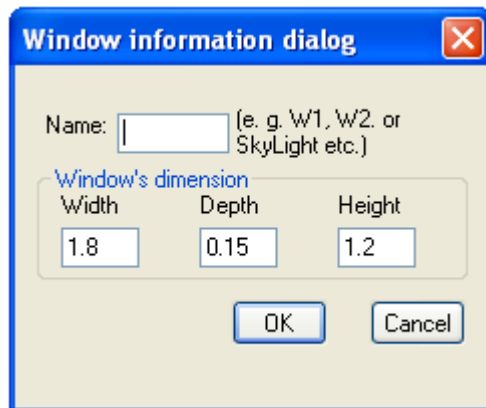 Window information dialog
Name: (e. g. W1, W2. or
SkyLight etc.)
Window's dimension
Width Depth Height
1.8 0.15 1.2
OK Cancel